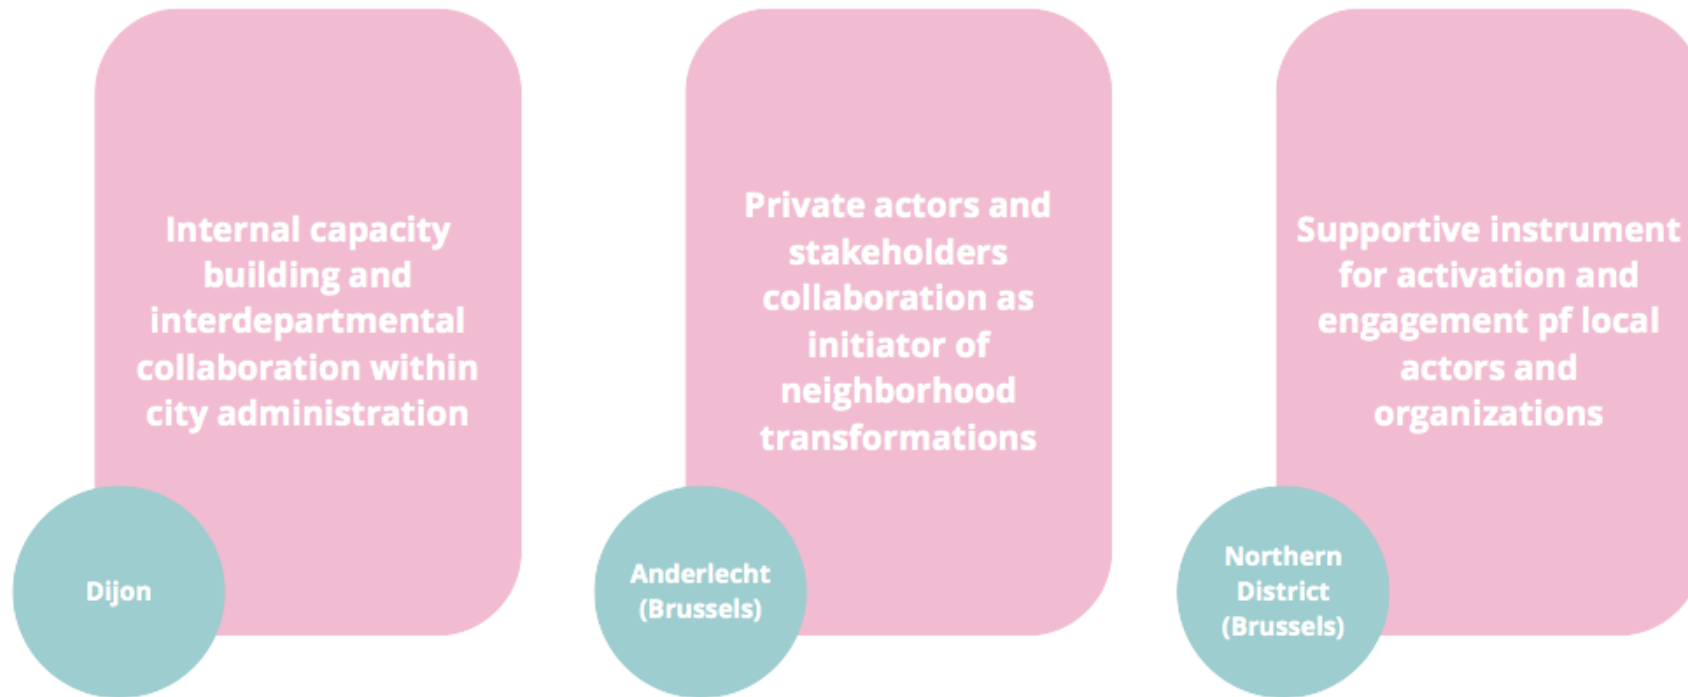 Internal capacity
building and
interdepartmental
collaboration within
city administration
Dijon
Private actors and
stakeholders
collaboration as
initiator of
neighborhood
transformations
Anderlecht
(Brussels)
Supportive instrument
for activation and
engagement pf local
actors and
organizations
Northern
District
(Brussels)